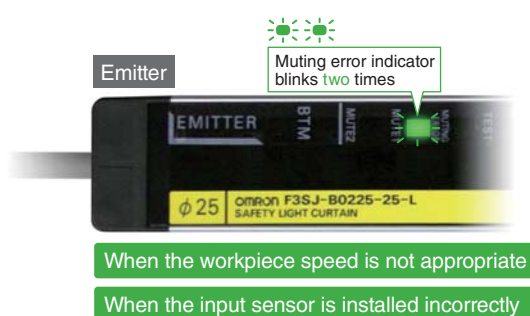 Emitter
Muting error indicator
blinks two times
EMITTER
BTM
MUTE2
MUTE1
MUTING
TEST
φ25
omron F3SJ-B0225-25-L
SAFETY LIGHT CURTAIN
When the workpiece speed is not appropriate
When the input sensor is installed incorrectly